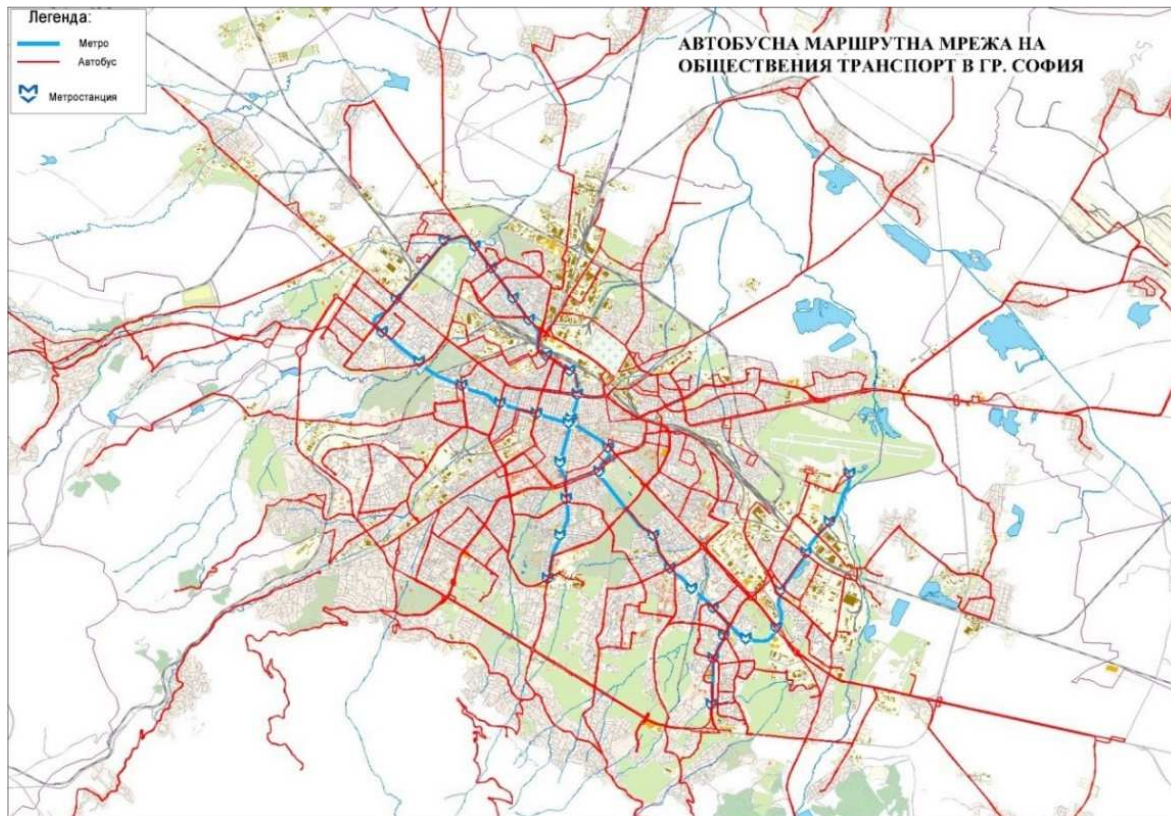 Легенда:
Метро
Автобус
Метростанция
АВТОБУСНА МАРШРУТНА МРЕЖА НА
ОБЩЕСТВЕНИЯ ТРАНСПОРТ В ГР. СОФИЯ